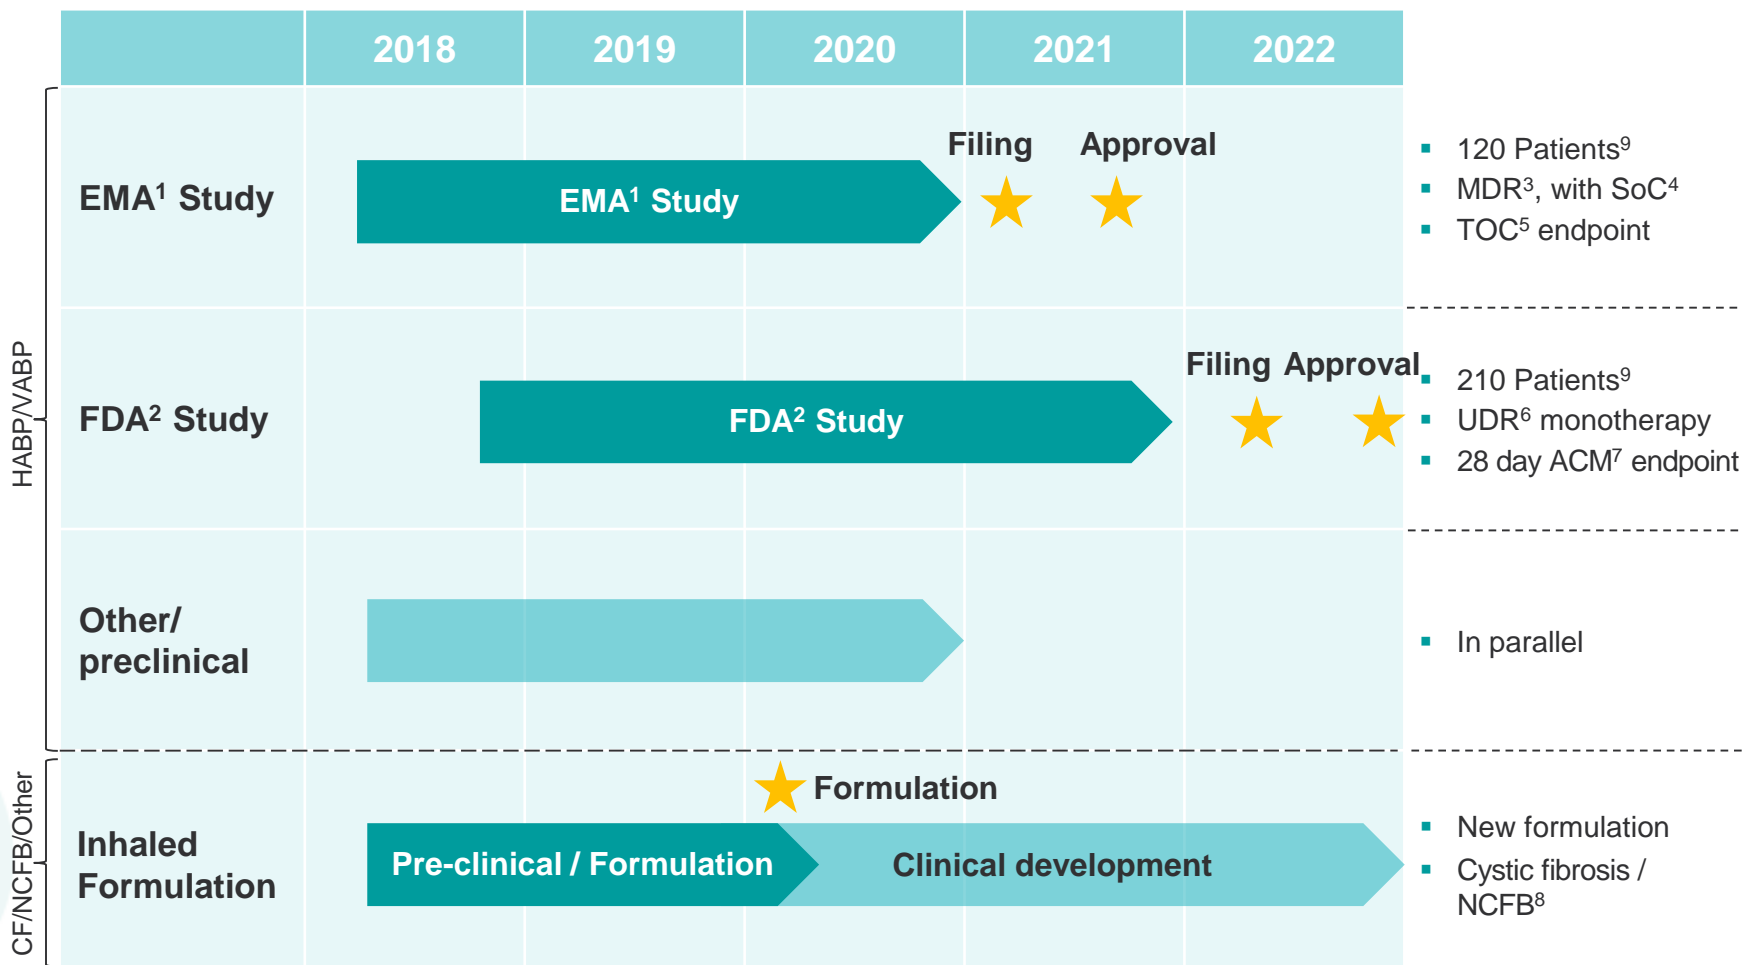 2018 2019 2020 2021 2022
HABP/VABP
EMA¹ Study
EMA¹ Study
Filing Approval
▪ 120 Patients⁹
▪ MDR³, with SoC⁴
▪ TOC⁵ endpoint
FDA² Study
FDA² Study
Filing Approval
▪ 210 Patients⁹
▪ UDR⁶ monotherapy
▪ 28 day ACM⁷ endpoint
Other/
preclinical
▪ In parallel
CF/NCFB/Other
Inhaled
Formulation
Formulation
Pre-clinical / Formulation
Clinical development
▪ New formulation
▪ Cystic fibrosis /
NCFB⁸